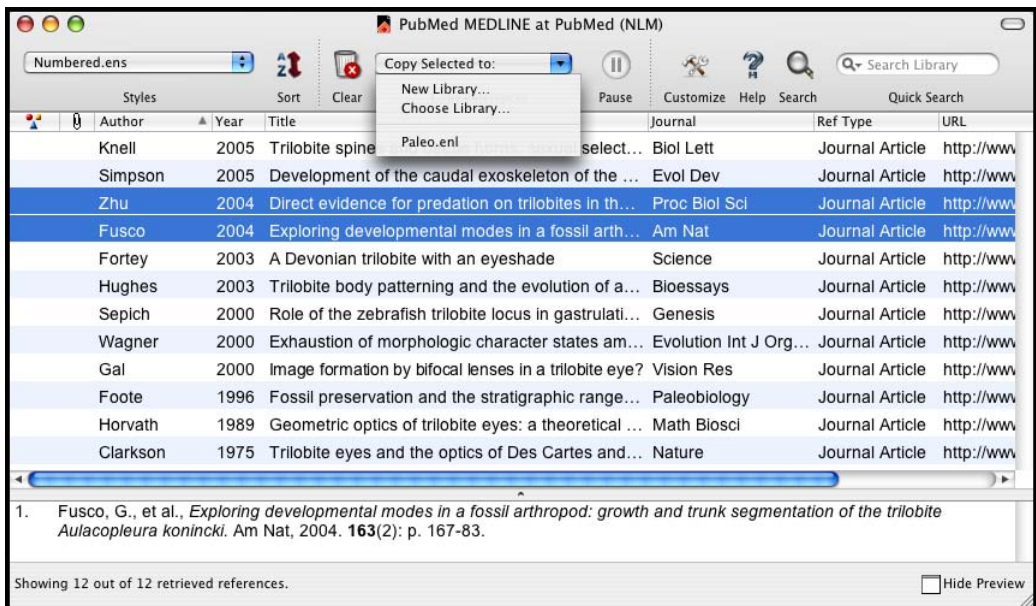 PubMed MEDLINE at PubMed (NLM)
Numbered.ens Copy Selected to: Search Library
Styles Sort Clear Pause Customize Help Search Quick Search
New Library...
Choose Library...
Paleo.enl
Author Year Title Journal Ref Type URL
Knell 2005 Trilobite spine select... Biol Lett Journal Article http://www
Simpson 2005 Development of the caudal exoskeleton of the ... Evol Dev Journal Article http://www
Zhu 2004 Direct evidence for predation on trilobites in th... Proc Biol Sci Journal Article http://www
Fusco 2004 Exploring developmental modes in a fossil arth... Am Nat Journal Article http://www
Fortey 2003 A Devonian trilobite with an eyeshade Science Journal Article http://www
Hughes 2003 Trilobite body patterning and the evolution of a... Bioessays Journal Article http://www
Sepich 2000 Role of the zebrafish trilobite locus in gastrulati... Genesis Journal Article http://www
Wagner 2000 Exhaustion of morphologic character states am... Evolution Int J Org... Journal Article http://www
Gal 2000 Image formation by bifocal lenses in a trilobite eye? Vision Res Journal Article http://www
Foote 1996 Fossil preservation and the stratigraphic range... Paleobiology Journal Article http://www
Horvath 1989 Geometric optics of trilobite eyes: a theoretical ... Math Biosci Journal Article http://www
Clarkson 1975 Trilobite eyes and the optics of Des Cartes and... Nature Journal Article http://www
1. Fusco, G., et al., Exploring developmental modes in a fossil arthropod: growth and trunk segmentation of the trilobite
Aulacopleura konincki. Am Nat, 2004. 163(2): p. 167-83.
Showing 12 out of 12 retrieved references. Hide Preview